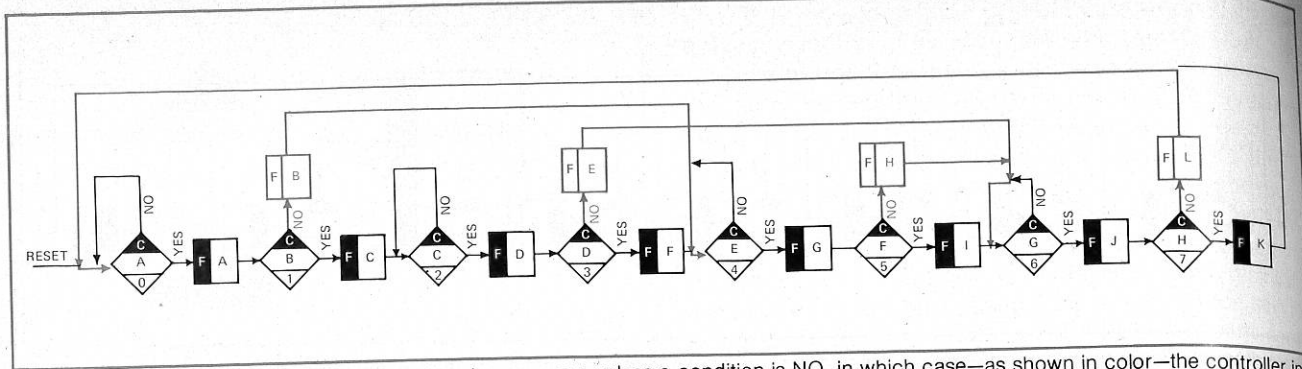 F L
F B
F E
F H
NO NO NO NO NO NO NO NO
RESET
C A 0 YES F A
C B 1 YES F C
C C 2 YES F D
C D 3 YES F F
C E 4 YES F G
C F 5 YES F I
C G 6 YES F J
C H 7 YES F K
a condition is NO, in which case—as shown in color—the controller in